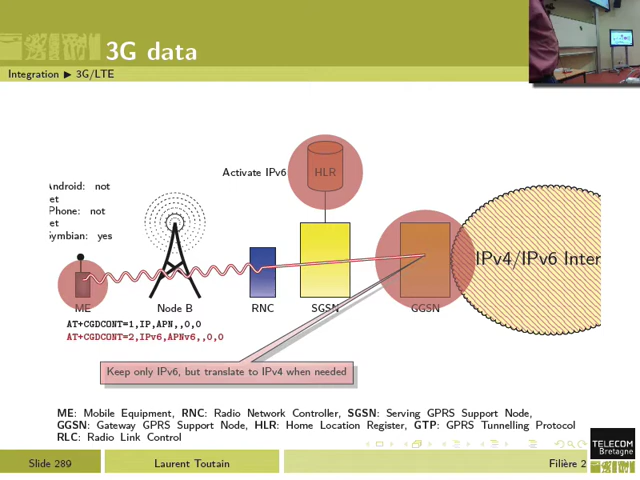 3G data
Integration ▶ 3G/LTE
Activate IPv6
HLR
Android: not
et
Phone: not
et
Symbian: yes
IPv4/IPv6 Inter
ME
Node B
RNC
SGSN
GGSN
AT+CGDCONT=1,IP,APN,,0,0
AT+CGDCONT=2,IPv6,APNv6,,0,0
Keep only IPv6, but translate to IPv4 when needed
ME: Mobile Equipment, RNC: Radio Network Controller, SGSN: Serving GPRS Support Node,
GGSN: Gateway GPRS Support Node, HLR: Home Location Register, GTP: GPRS Tunnelling Protocol
RLC: Radio Link Control
TELECOM
Bretagne
Slide 289
Laurent Toutain
Filière 2